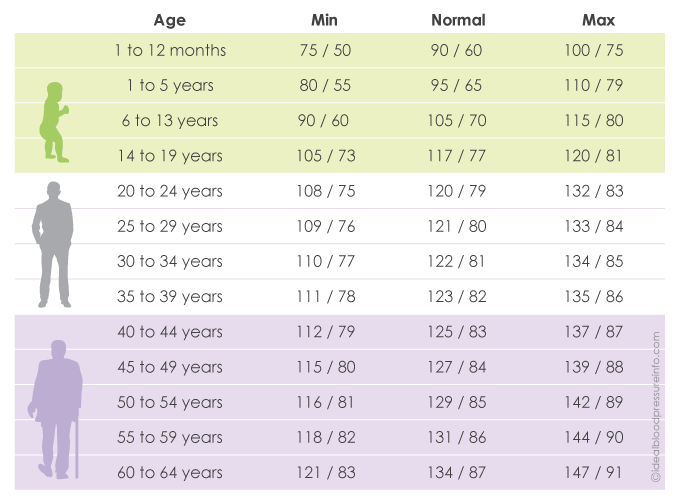 Age Min Normal Max
1 to 12 months 75 / 50 90 / 60 100 / 75
1 to 5 years 80 / 55 95 / 65 110 / 79
6 to 13 years 90 / 60 105 / 70 115 / 80
14 to 19 years 105 / 73 117 / 77 120 / 81
20 to 24 years 108 / 75 120 / 79 132 / 83
25 to 29 years 109 / 76 121 / 80 133 / 84
30 to 34 years 110 / 77 122 / 81 134 / 85
35 to 39 years 111 / 78 123 / 82 135 / 86
40 to 44 years 112 / 79 125 / 83 137 / 87
45 to 49 years 115 / 80 127 / 84 139 / 88
50 to 54 years 116 / 81 129 / 85 142 / 89
55 to 59 years 118 / 82 131 / 86 144 / 90
60 to 64 years 121 / 83 134 / 87 147 / 91
©idealbloodpressureinfo.com